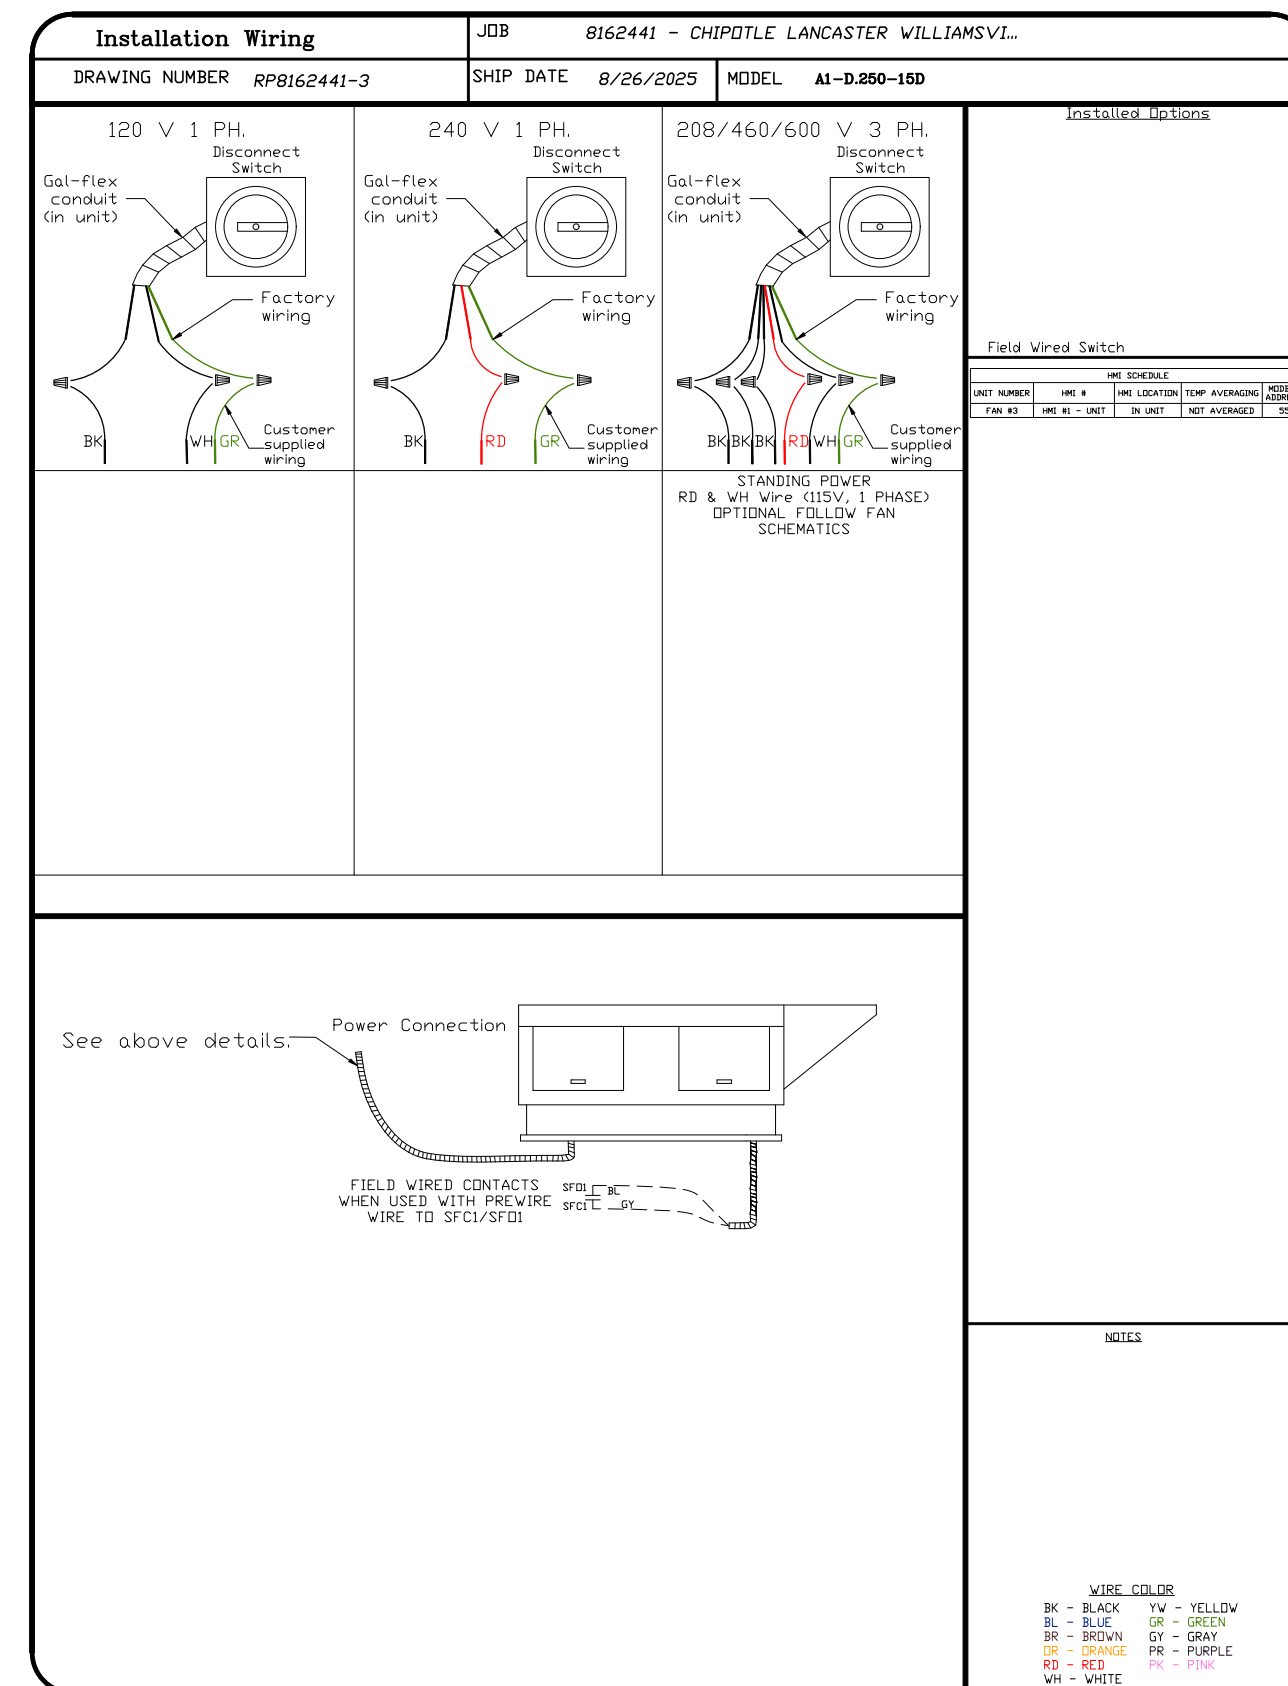 Installation Wiring
JOB 8162441 - CHIPOTLE LANCASTER WILLIAMSVI...
DRAWING NUMBER RP8162441-3
SHIP DATE 8/26/2025
MODEL A1-D.250-15D
120 V 1 PH.
Disconnect
Switch
Gal-flex
conduit
(in unit)
Factory
wiring
BK WH GR
Customer
supplied
wiring
240 V 1 PH.
Disconnect
Switch
Gal-flex
conduit
(in unit)
Factory
wiring
BK RD GR
Customer
supplied
wiring
208/460/600 V 3 PH.
Disconnect
Switch
Gal-flex
conduit
(in unit)
Factory
wiring
BK BK BK RD WH GR
Customer
supplied
wiring
STANDING POWER
RD & WH Wire (115V, 1 PHASE)
OPTIONAL FOLLOW FAN
SCHEMATICS
Installed Options
Field Wired Switch
HMI SCHEDULE
UNIT NUMBER HMI # HMI LOCATION TEMP AVERAGING
FAN #3 HMI #1 - UNIT IN UNIT NOT AVERAGED 55
See above details.
Power Connection
FIELD WIRED CONTACTS
WHEN USED WITH PREWIRE
WIRE TO SFC1/SFO1
SFO1 BL
SFC1 GY
NOTES
WIRE COLOR
BK - BLACK YW - YELLOW
BL - BLUE GR - GREEN
BR - BROWN GY - GRAY
OR - ORANGE PR - PURPLE
RD - RED PK - PINK
WH - WHITE